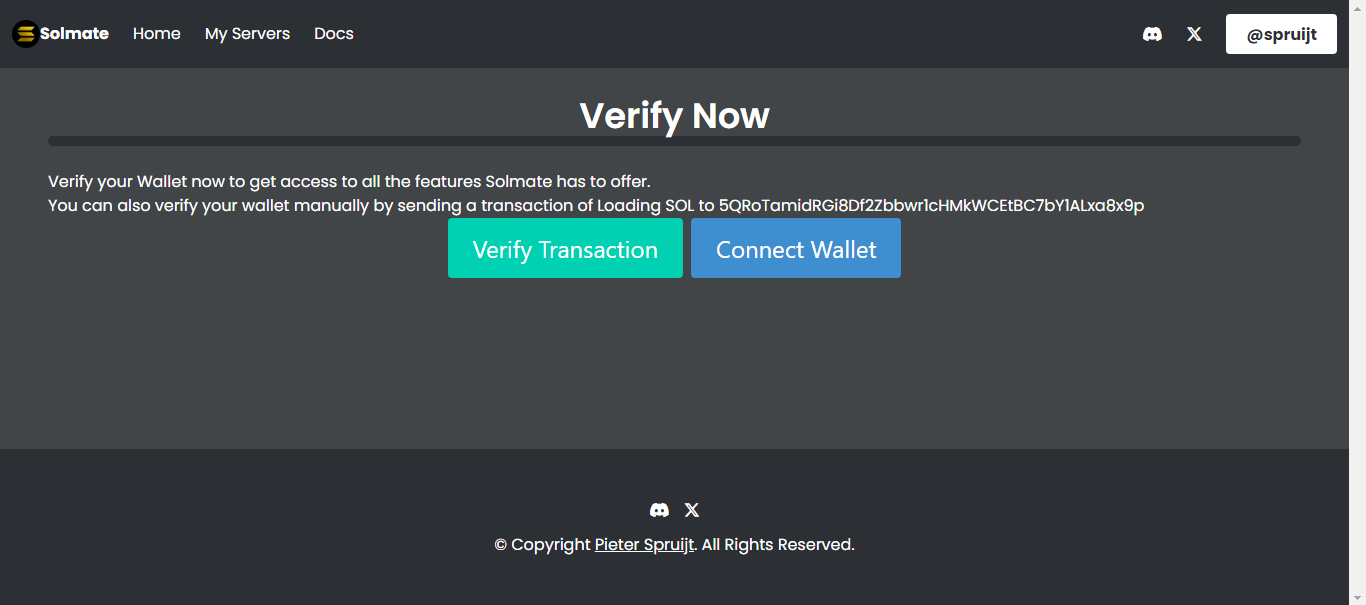 Solmate Home My Servers Docs @spruijt
Verify Now
Verify your Wallet now to get access to all the features Solmate has to offer.
You can also verify your wallet manually by sending a transaction of Loading SOL to 5QRoTamidRGi8Df2Zbbwr1cHMkWCEtBC7bY1ALxa8x9p
Verify Transaction Connect Wallet
© Copyright Pieter Spruijt. All Rights Reserved.